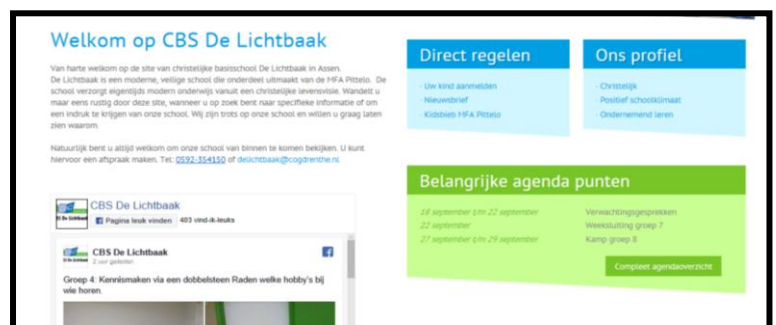 Welkom op CBS De Lichtbaak
Van harte welkom op de site van christelijke basisschool De Lichtbaak in Assen.
De Lichtbaak is een moderne, veilige school die onderdeel uitmaakt van de MFA Pittelo. De
school verzorgt eigentijds modern onderwijs vanuit een christelijke levensvisie. Wandelt u
maar eens rustig door deze site, wanneer u op zoek bent naar specifieke informatie of om
een indruk te krijgen van onze school. Wij zijn trots op onze school en willen u graag laten
zien waarom.
Natuurlijk bent u altijd welkom om onze school van binnen te komen bekijken. U kunt
hiervoor een afspraak maken. Tel: 0592-354150 of delichtbaak@cogdrenthe.nl
CBS De Lichtbaak
Pagina leuk vinden 403 vind-ik-leuks
CBS De Lichtbaak
2 uur geleden
Groep 4: Kennismaken via een dobbelsteen Raden welke hobby's bij
wie horen.
Direct regelen
· Uw kind aanmelden
· Nieuwsbrief
· Kidsbieb MFA Pittelo
Ons profiel
· Christelijk
· Positief schoolklimaat
· Ondernemend leren
Belangrijke agenda punten
18 september t/m 22 september Verwachtingsgesprekken
22 september Weeksluiting groep 7
27 september t/m 29 september Kamp groep 8
Compleet agendaoverzicht